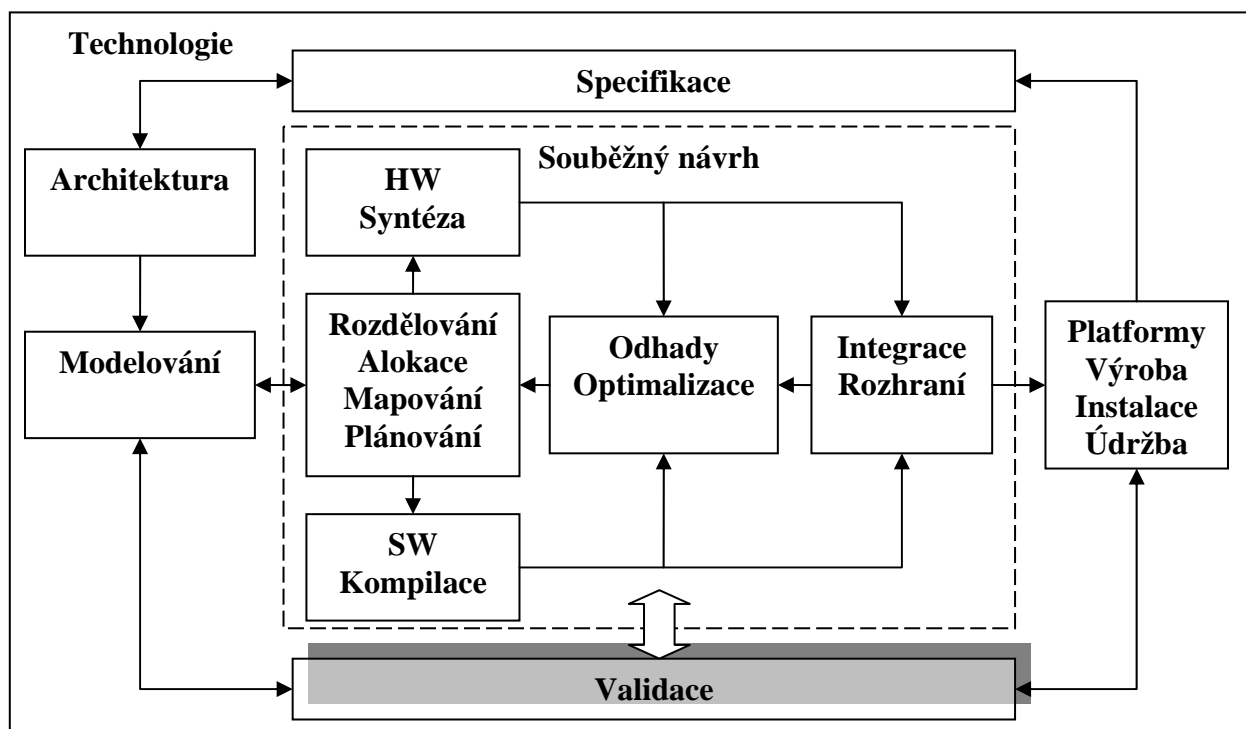 Technologie
Specifikace
Souběžný návrh
Architektura
HW
Syntéza
Modelování
Rozdělování
Alokace
Mapování
Plánování
Odhady
Optimalizace
Integrace
Rozhraní
Platformy
Výroba
Instalace
Údržba
SW
Kompilace
Validace